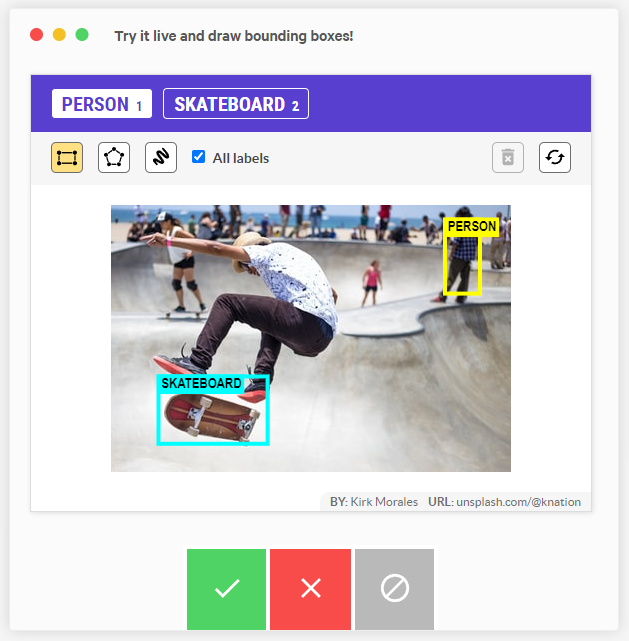 Try it live and draw bounding boxes!
PERSON 1 SKATEBOARD 2
All labels
PERSON
SKATEBOARD
BY: Kirk Morales URL: unsplash.com/@knation